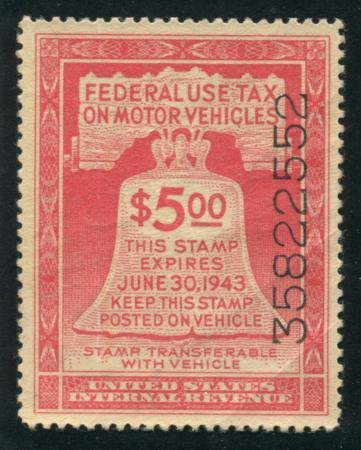 FEDERAL USE TAX
ON MOTOR VEHICLES
$5.00
THIS STAMP
EXPIRES
JUNE 30, 1943
KEEP THIS STAMP
POSTED ON VEHICLE
STAMP TRANSFERABLE
WITH VEHICLE
UNITED STATES
INTERNAL REVENUE
35822552